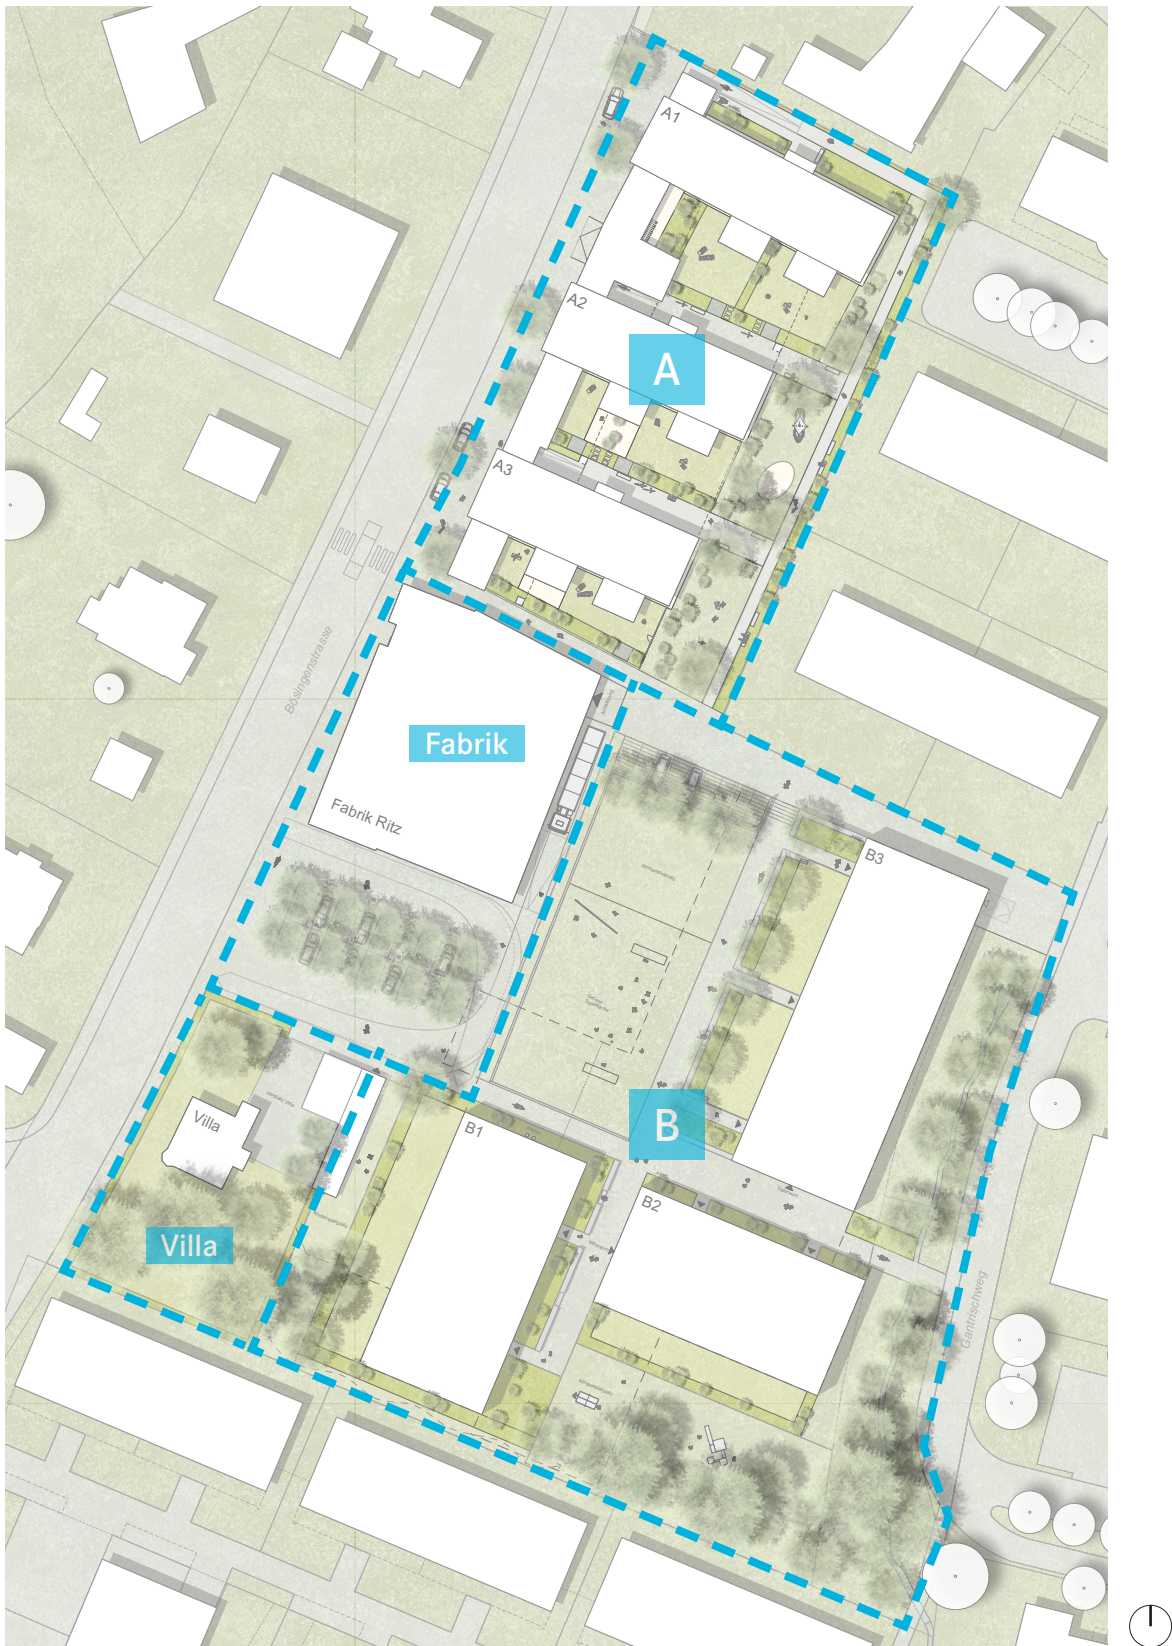 A1
A2
A
A3
Bösingenstrasse
Fabrik
Fabrik Ritz
B3
B
Villa
B1
B2
Villa
Gantrischweg